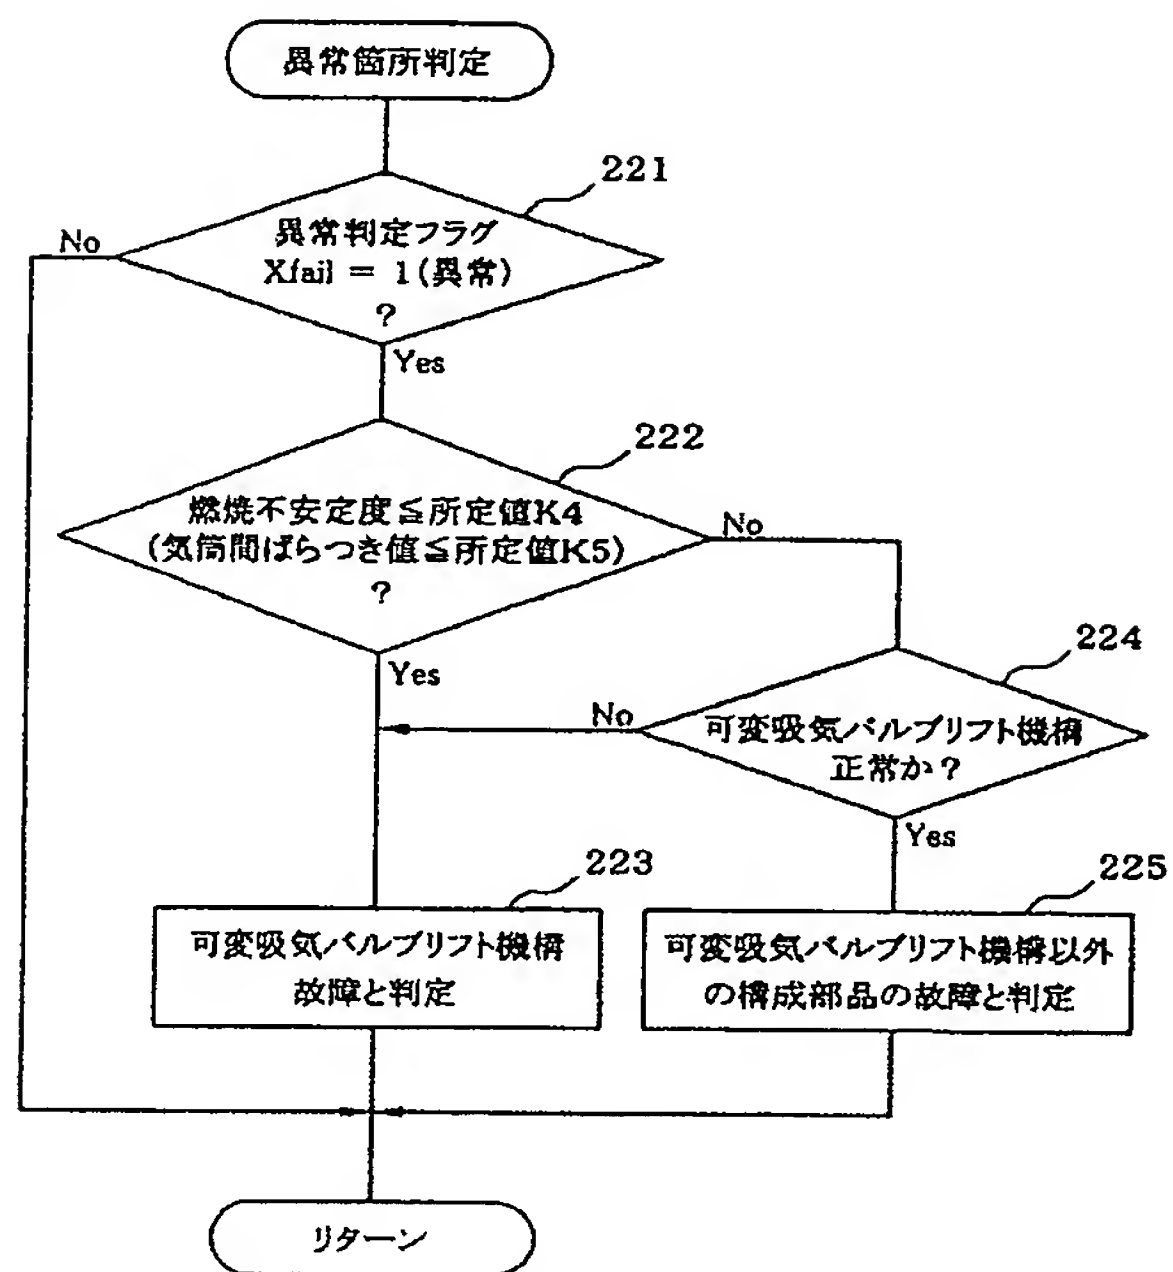 異常箇所判定
221
異常判定フラグ
Xfail = 1(異常)
?
No
Yes
222
燃焼不安定度≦所定値K4
(気筒間ばらつき値≦所定値K5)
?
No
Yes
224
可変吸気バルブリフト機構
正常か?
No
Yes
223
可変吸気バルブリフト機構
故障と判定
225
可変吸気バルブリフト機構以外
の構成部品の故障と判定
リターン